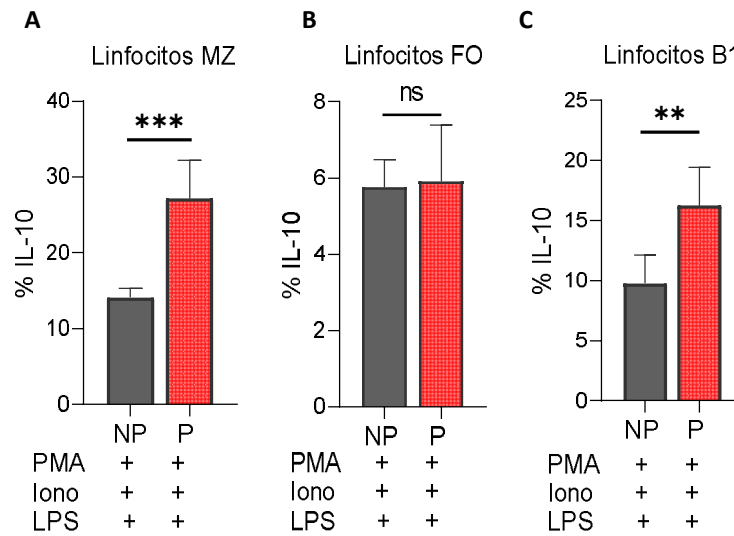 A
Linfocitos MZ
% IL-10
40
30
20
10
0
***
NP P
PMA + +
Iono + +
LPS + +
B
Linfocitos FO
% IL-10
8
6
4
2
0
ns
NP P
PMA + +
Iono + +
LPS + +
C
Linfocitos B1
% IL-10
25
20
15
10
5
0
**
NP P
PMA + +
Iono + +
LPS + +